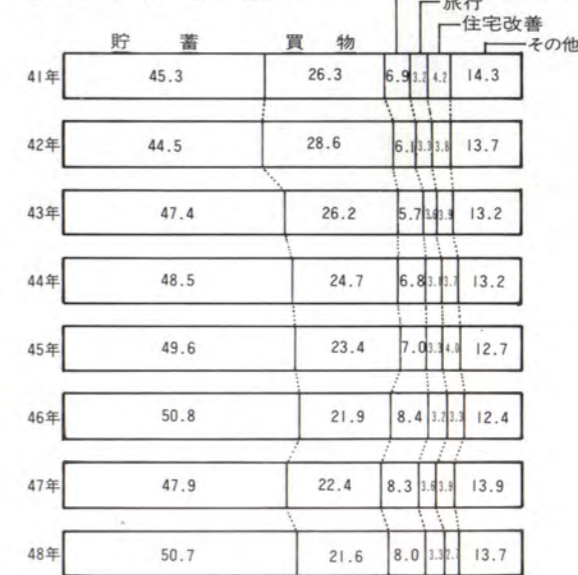 旅行
住宅改善
貯蓄 買物 その他
41年 45.3 26.3 6.9 3.2 4.2 14.3
42年 44.5 28.6 6.1 3.3 3.8 13.7
43年 47.4 26.2 5.7 3.6 3.9 13.2
44年 48.5 24.7 6.8 3.1 3.7 13.2
45年 49.6 23.4 7.0 3.3 4.0 12.7
46年 50.8 21.9 8.4 3.2 3.3 12.4
47年 47.9 22.4 8.3 3.6 3.9 13.9
48年 50.7 21.6 8.0 3.3 2.7 13.7